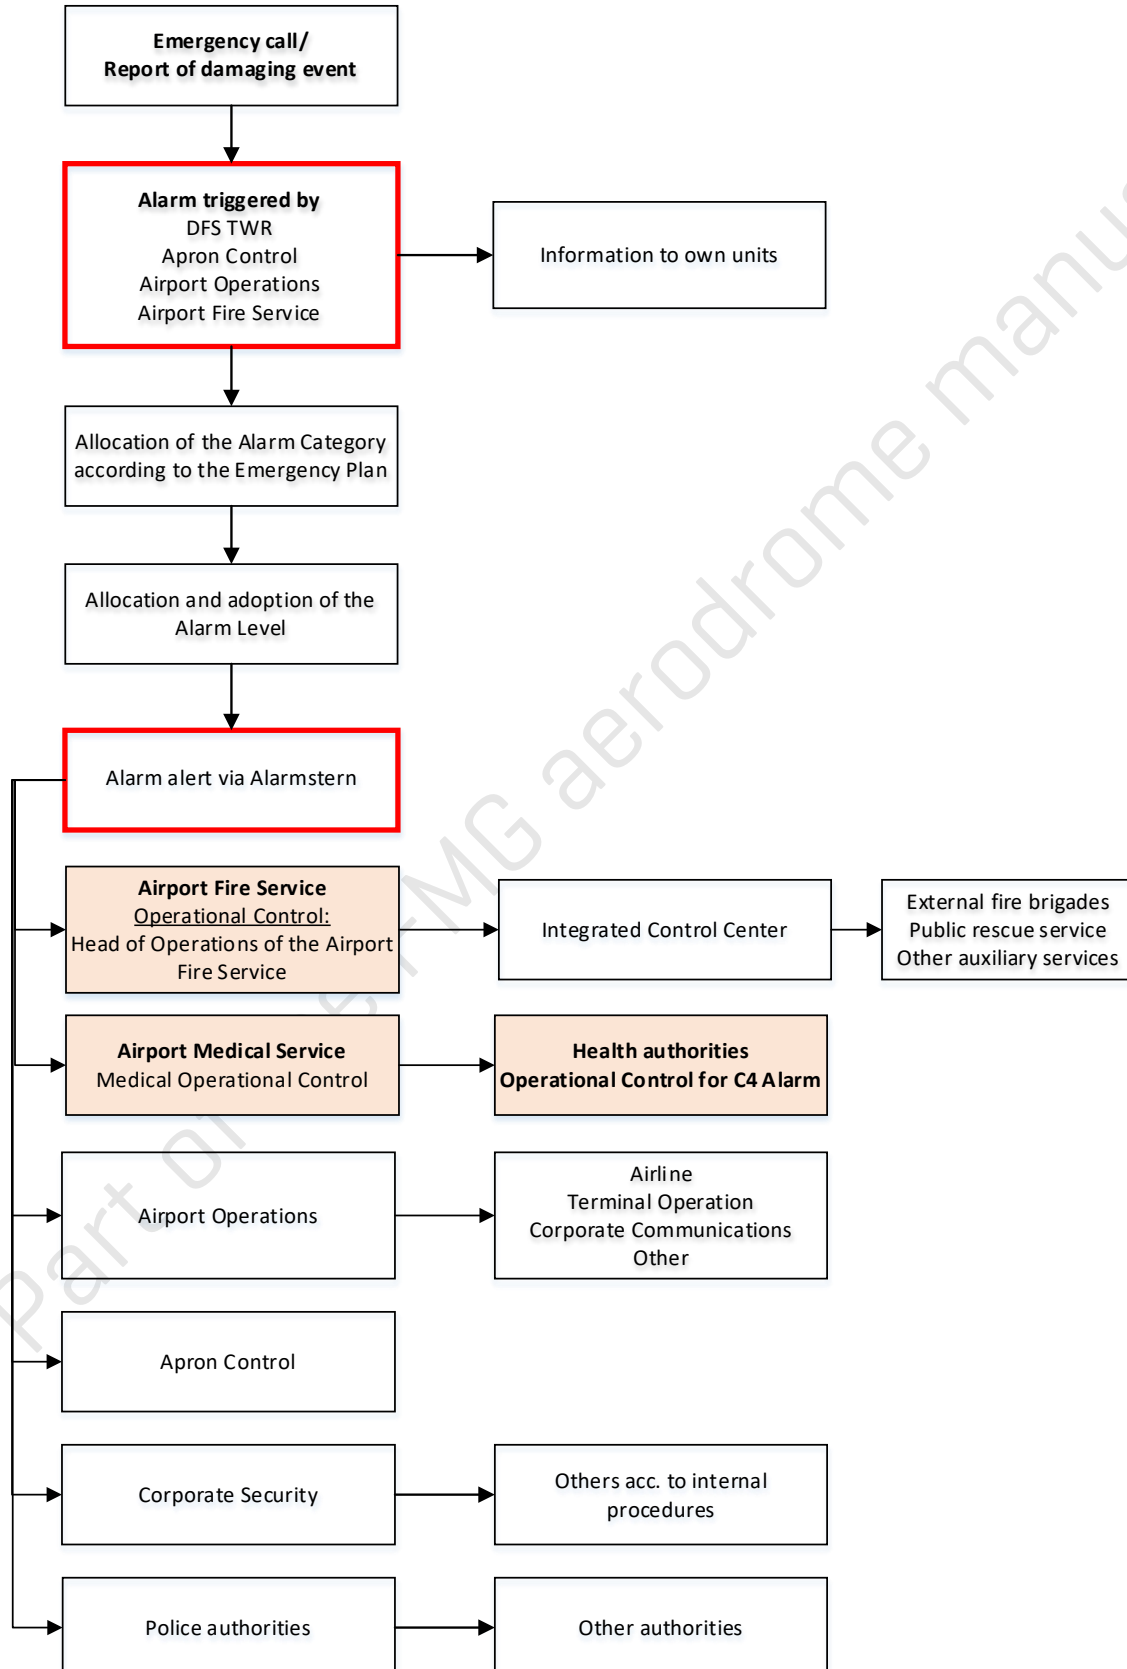 Emergency call/
Report of damaging event
Alarm triggered by
DFS TWR
Apron Control
Airport Operations
Airport Fire Service
Information to own units
Allocation of the Alarm Category
according to the Emergency Plan
Allocation and adoption of the
Alarm Level
Alarm alert via Alarmstern
Airport Fire Service
Operational Control:
Head of Operations of the Airport
Fire Service
Integrated Control Center
External fire brigades
Public rescue service
Other auxiliary services
Airport Medical Service
Medical Operational Control
Health authorities
Operational Control for C4 Alarm
Airport Operations
Airline
Terminal Operation
Corporate Communications
Other
Apron Control
Corporate Security
Others acc. to internal
procedures
Police authorities
Other authorities
Part of FMG aerodrome